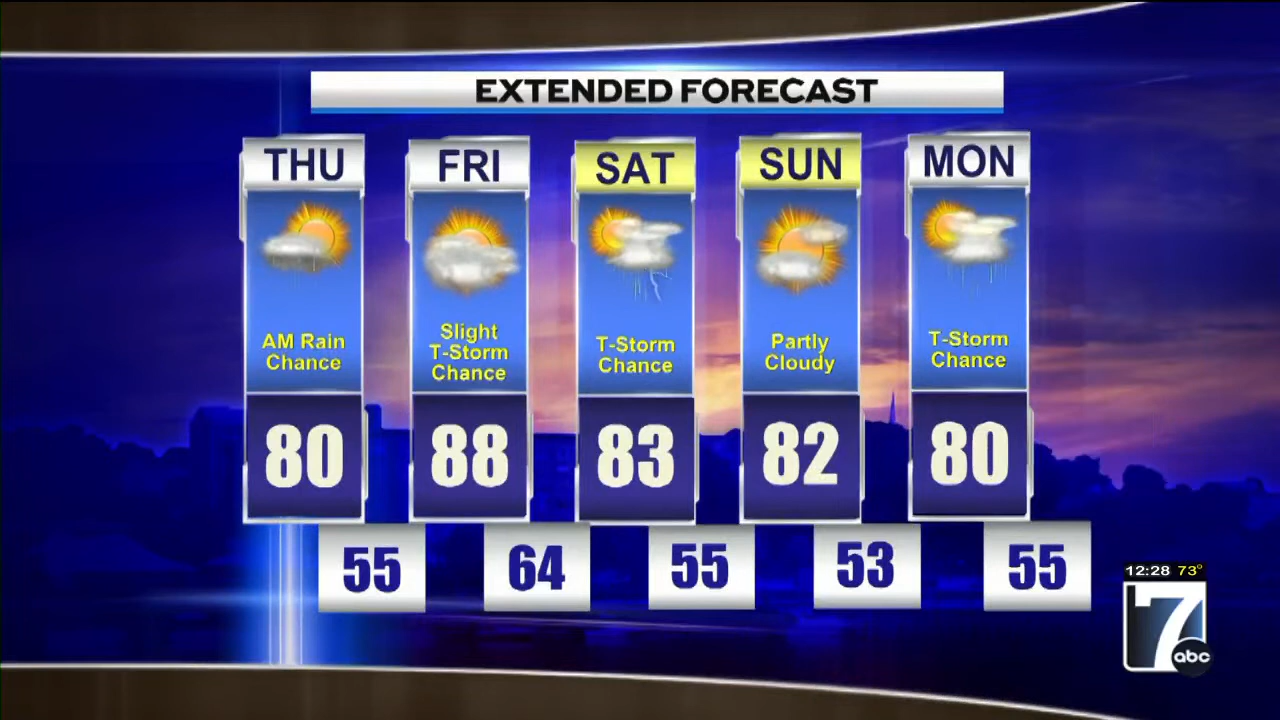 EXTENDED FORECAST
THU FRI SAT SUN MON
AM Rain
Chance
Slight
T-Storm
Chance
T-Storm
Chance
Partly
Cloudy
T-Storm
Chance
80 88 83 82 80
55 64 55 53 55
12:28 73°
7
abc